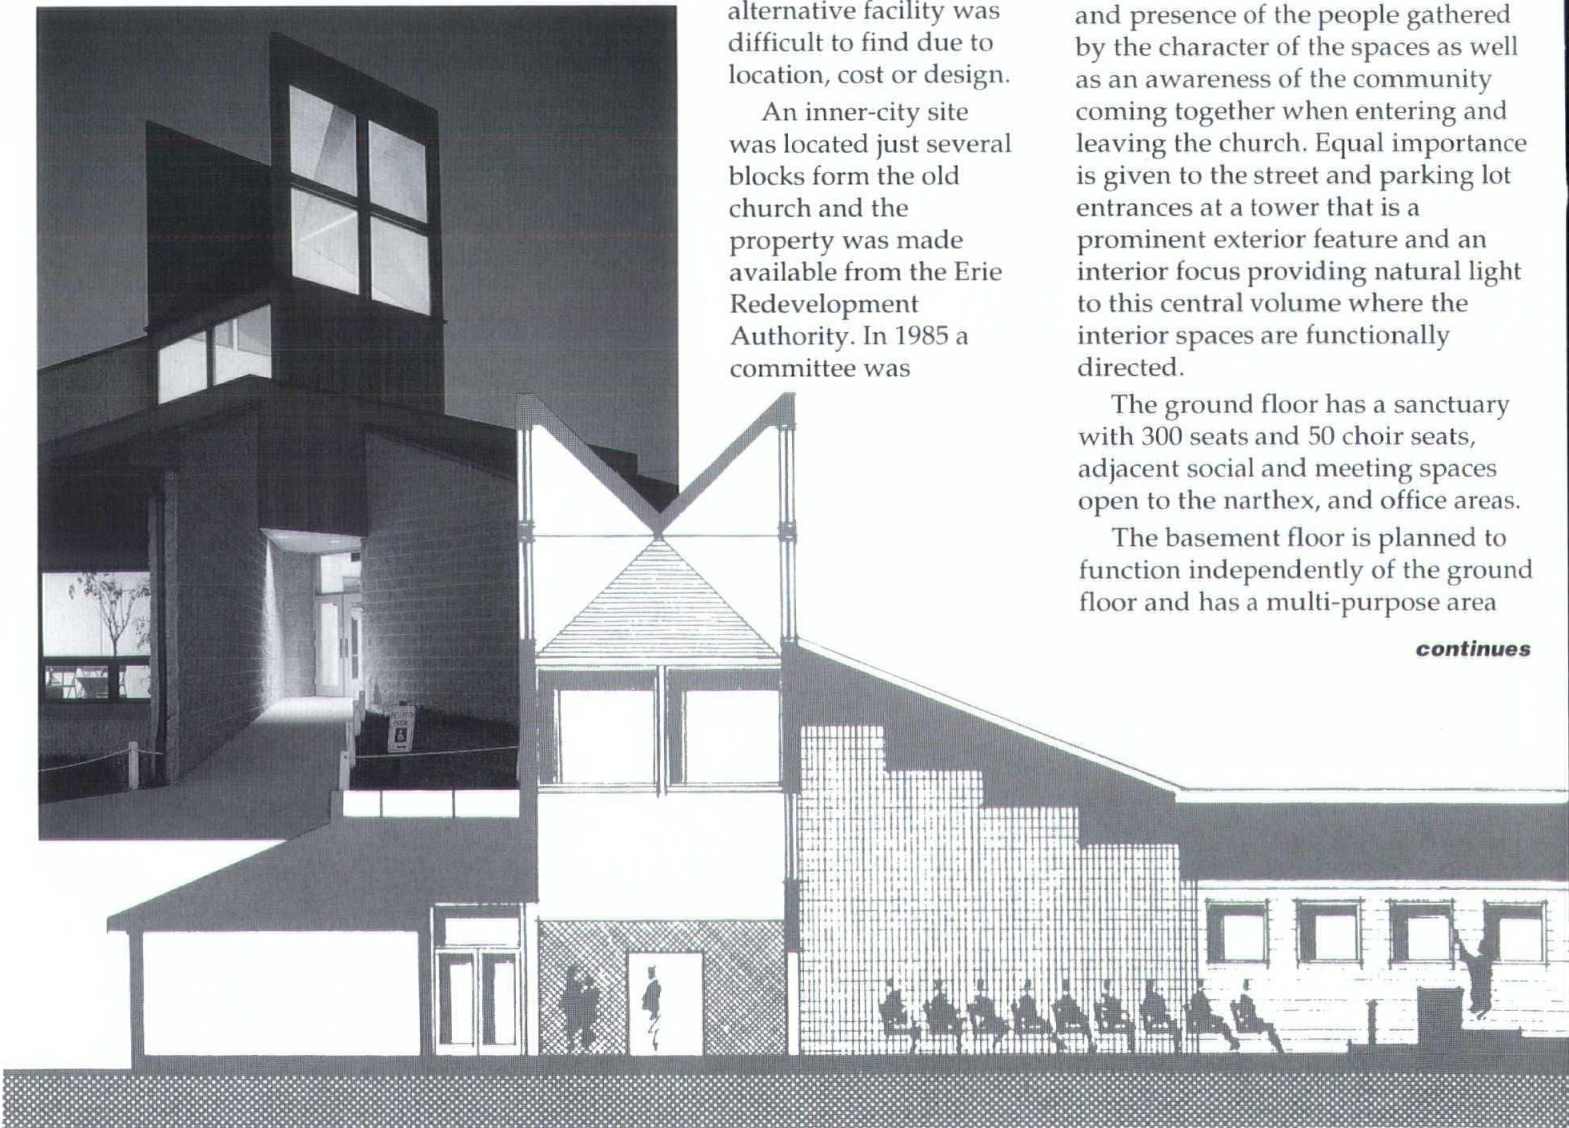 alternative facility was
difficult to find due to
location, cost or design.
An inner-city site
was located just several
blocks form the old
church and the
property was made
available from the Erie
Redevelopment
Authority. In 1985 a
committee was
and presence of the people gathered
by the character of the spaces as well
as an awareness of the community
coming together when entering and
leaving the church. Equal importance
is given to the street and parking lot
entrances at a tower that is a
prominent exterior feature and an
interior focus providing natural light
to this central volume where the
interior spaces are functionally
directed.
The ground floor has a sanctuary
with 300 seats and 50 choir seats,
adjacent social and meeting spaces
open to the narthex, and office areas.
The basement floor is planned to
function independently of the ground
floor and has a multi-purpose area
continues